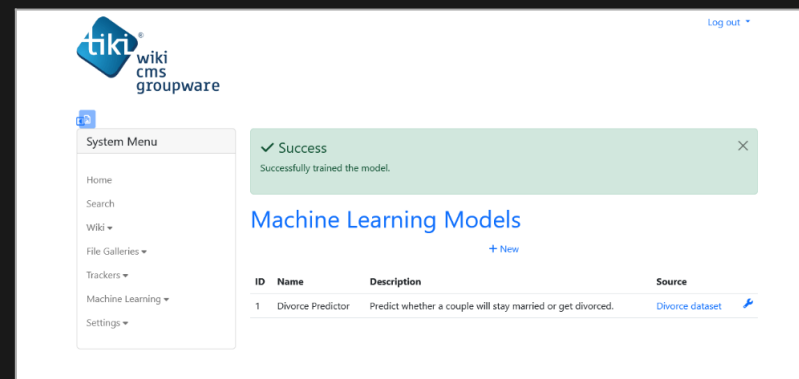 Log out
tiki®
wiki
cms
groupware
System Menu
Home
Search
Wiki
File Galleries
Trackers
Machine Learning
Settings
Success
Successfully trained the model.
Machine Learning Models
+ New
ID Name Description Source
1 Divorce Predictor Predict whether a couple will stay married or get divorced. Divorce dataset